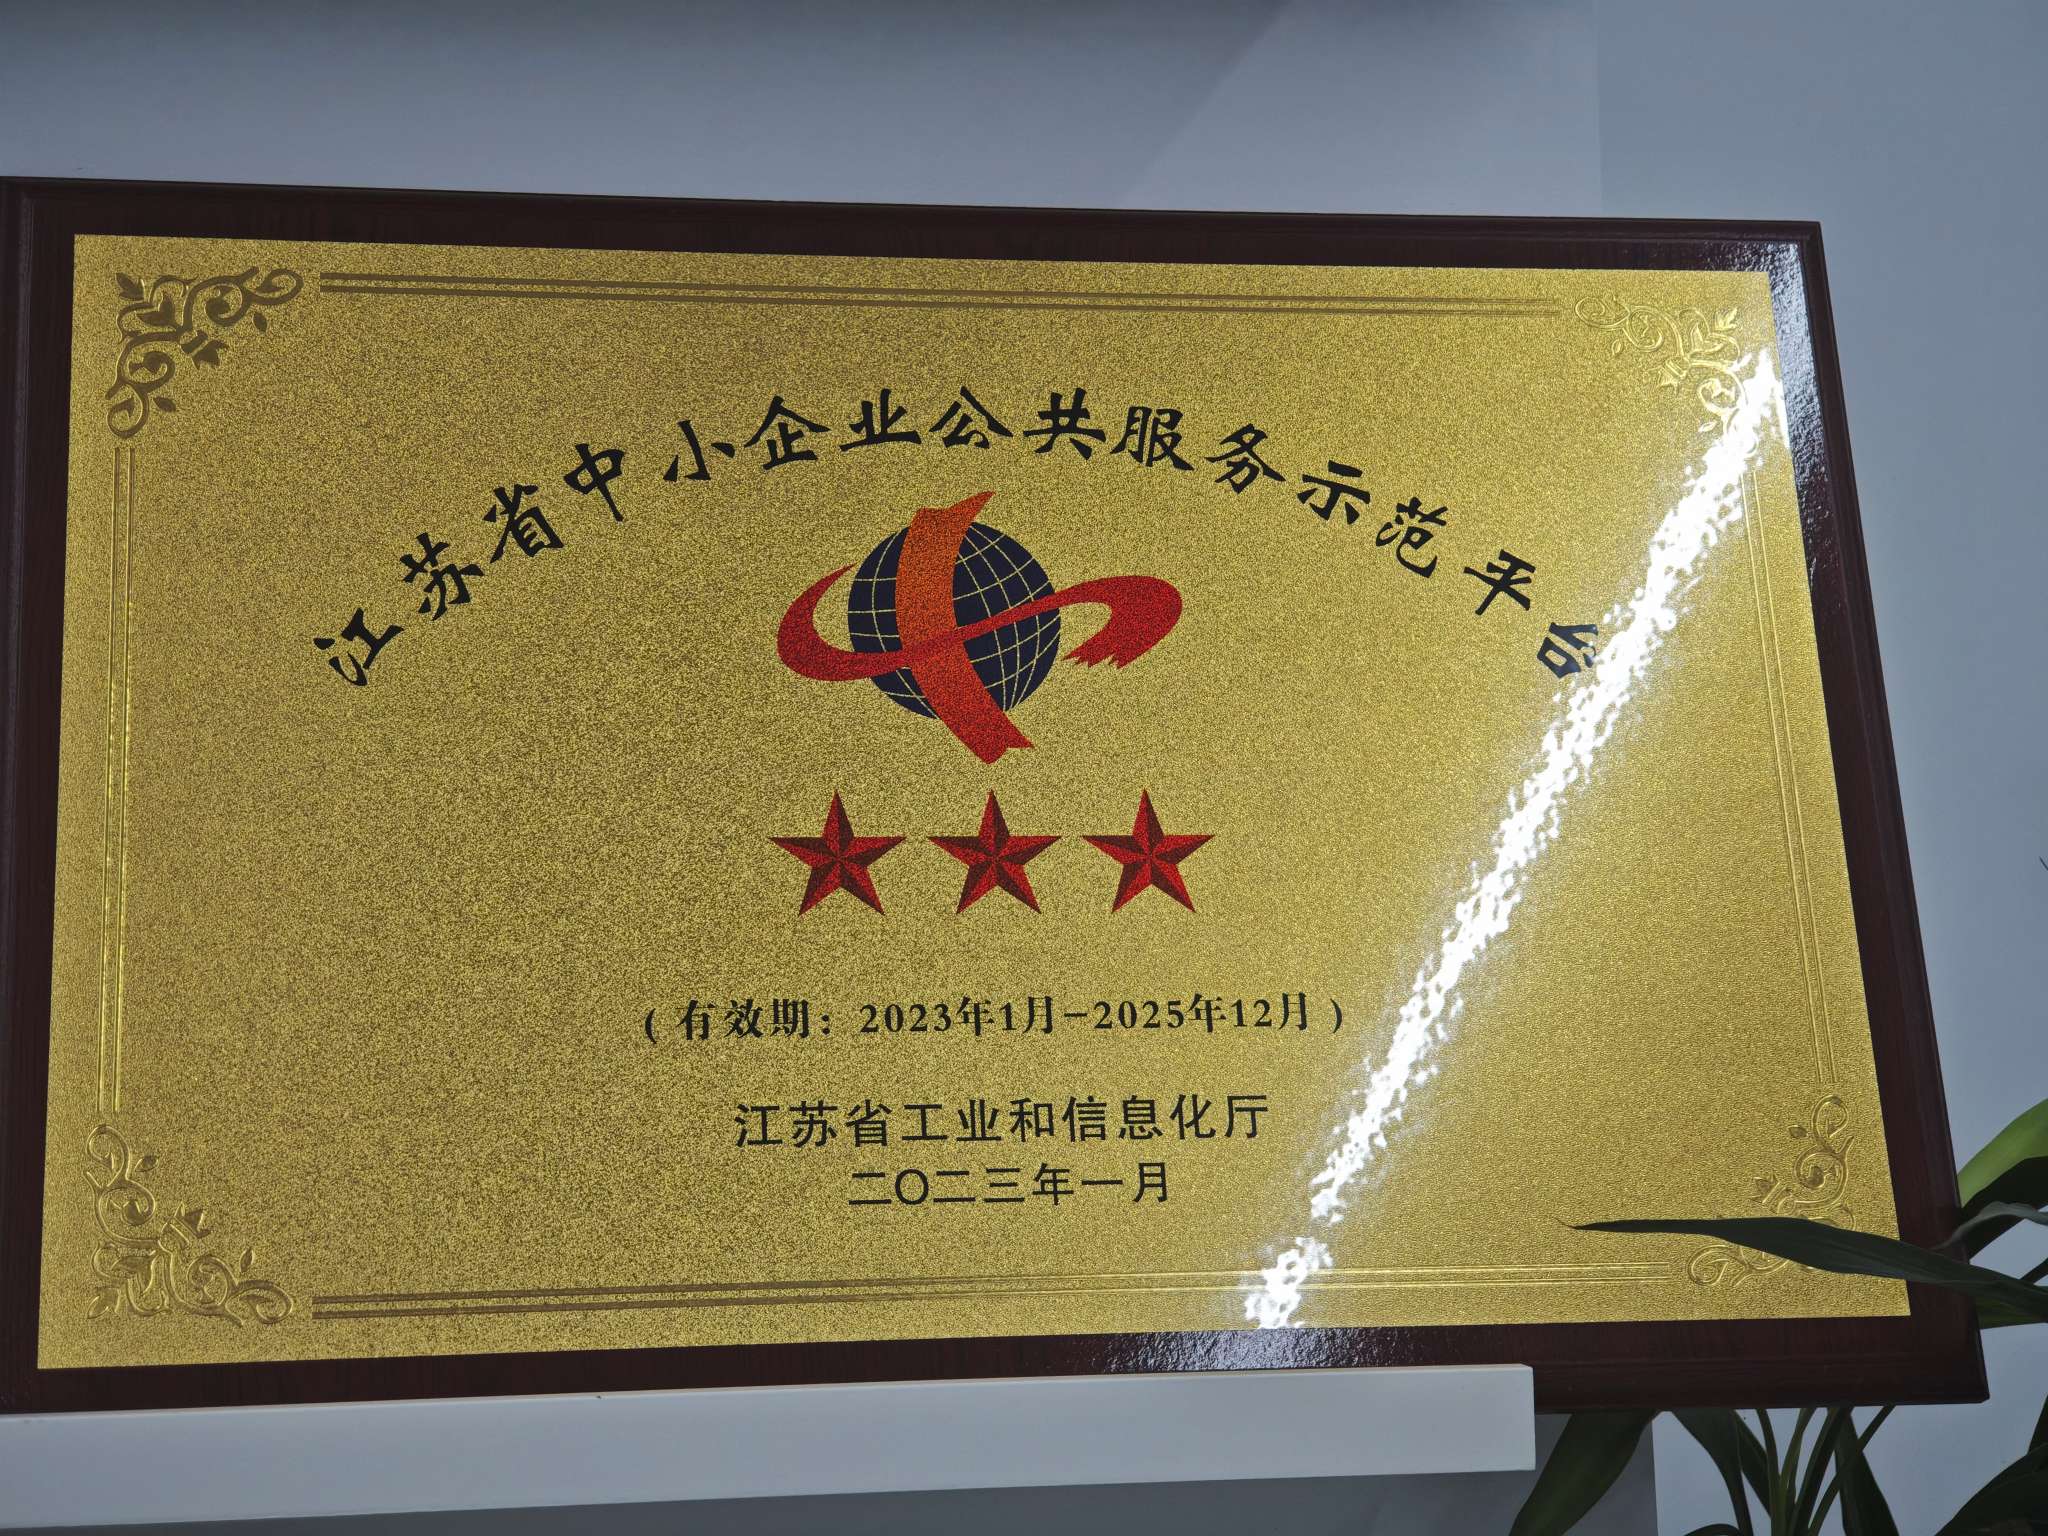 江苏省中小企业公共服务示范平台
(有效期：2023年1月-2025年12月)
江苏省工业和信息化厅
二〇二三年一月